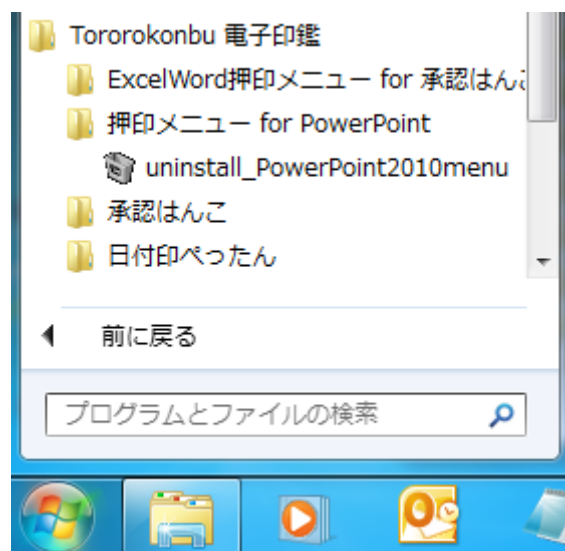 Tororokonbu 電子印鑑
ExcelWord押印メニュー for 承認はん
押印メニュー for PowerPoint
uninstall_PowerPoint2010menu
承認はんこ
日付印ぺったん
前に戻る
プログラムとファイルの検索